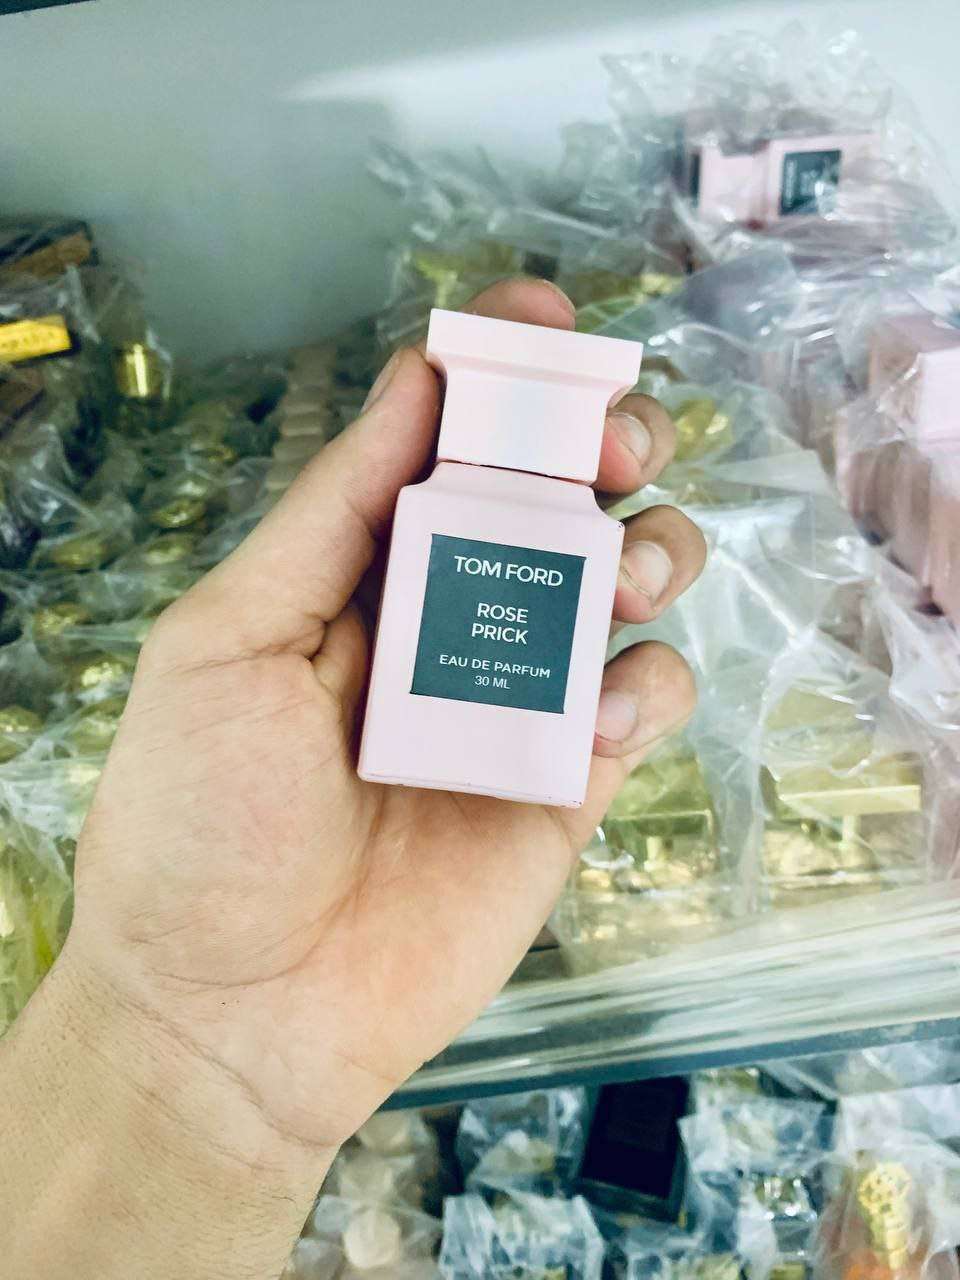 TOM FORD
ROSE
PRICK
EAU DE PARFUM
30 ML